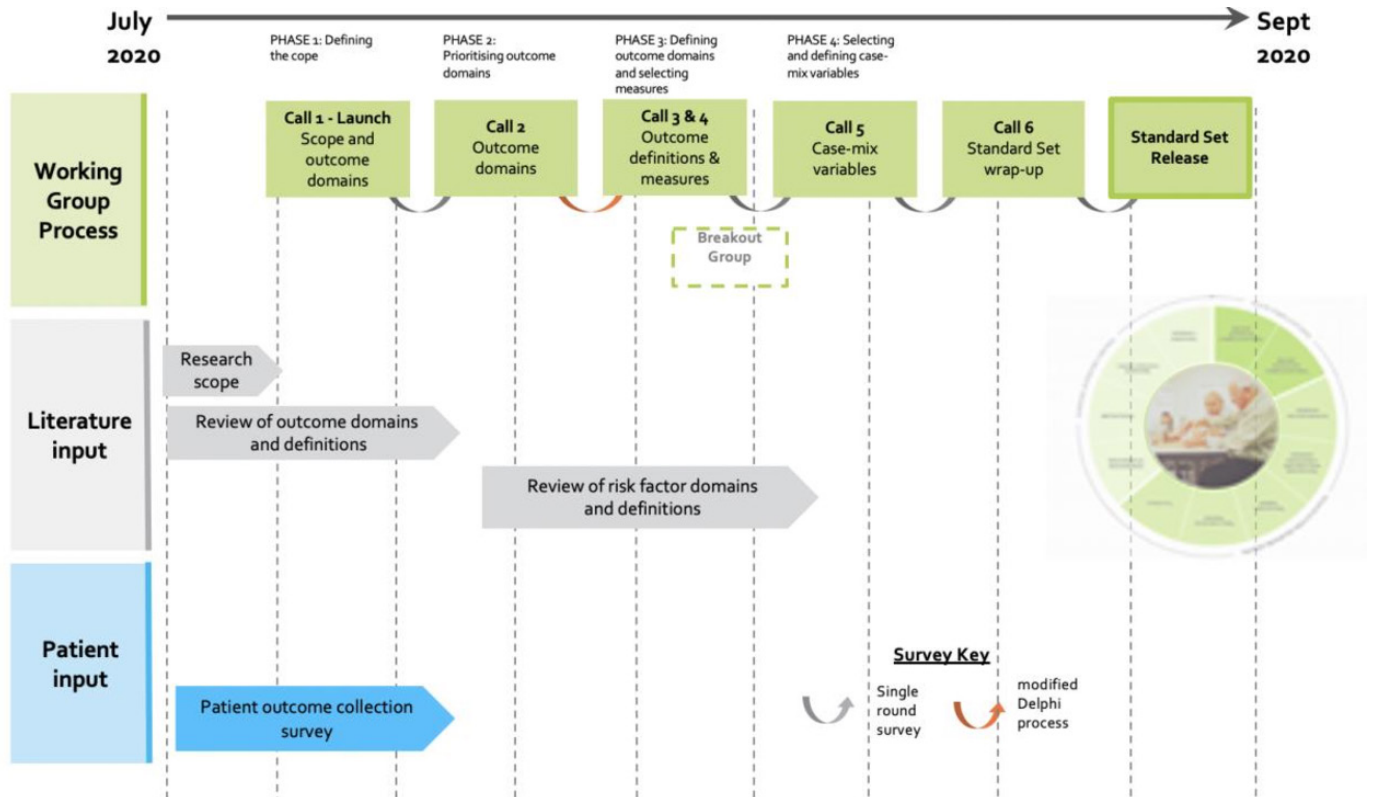 July
2020
Sept
2020
PHASE 1: Defining
the cope
PHASE 2:
Prioritising outcome
domains
PHASE 3: Defining
outcome domains
and selecting
measures
PHASE 4: Selecting
and defining case-
mix variables
Working
Group
Process
Call 1 - Launch
Scope and
outcome
domains
Call 2
Outcome
domains
Call 3 & 4
Outcome
definitions &
measures
Call 5
Case-mix
variables
Call 6
Standard Set
wrap-up
Standard Set
Release
Breakout
Group
Literature
input
Research
scope
Review of outcome domains
and definitions
Review of risk factor domains
and definitions
Patient
input
Patient outcome collection
survey
Survey Key
Single
round
survey
modified
Delphi
process